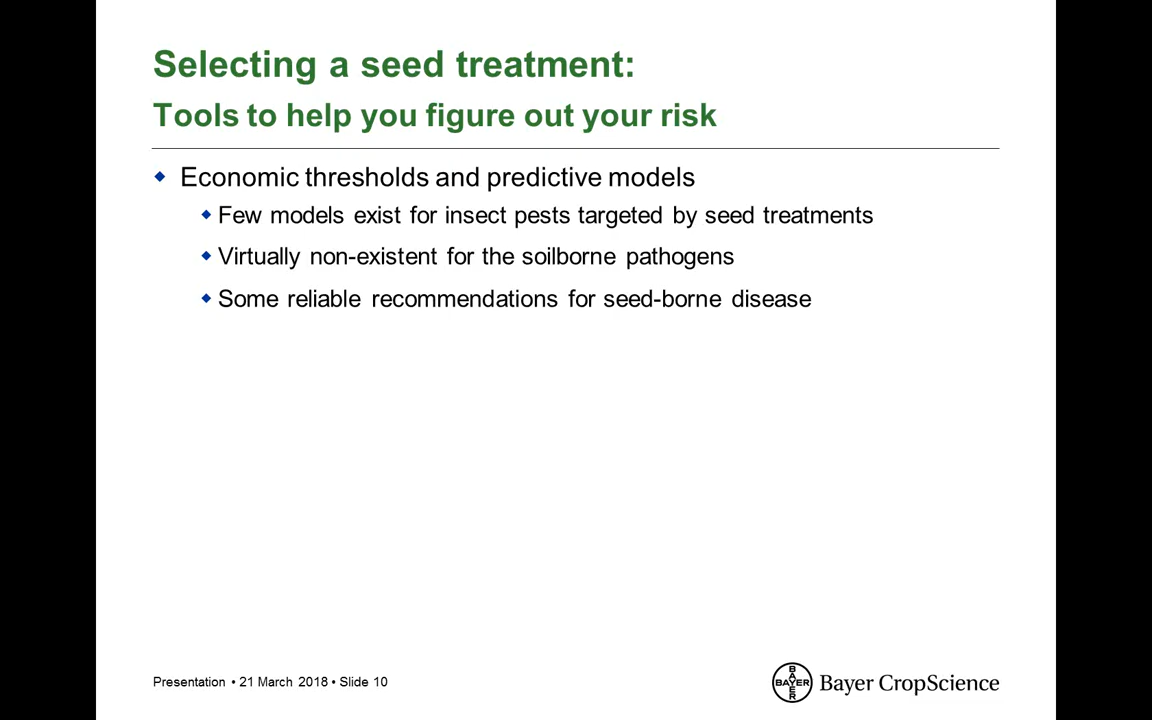 Selecting a seed treatment:
Tools to help you figure out your risk
Economic thresholds and predictive models
Few models exist for insect pests targeted by seed treatments
Virtually non-existent for the soilborne pathogens
Some reliable recommendations for seed-borne disease
Presentation • 21 March 2018 • Slide 10
BAYER
BAYER
Bayer CropScience